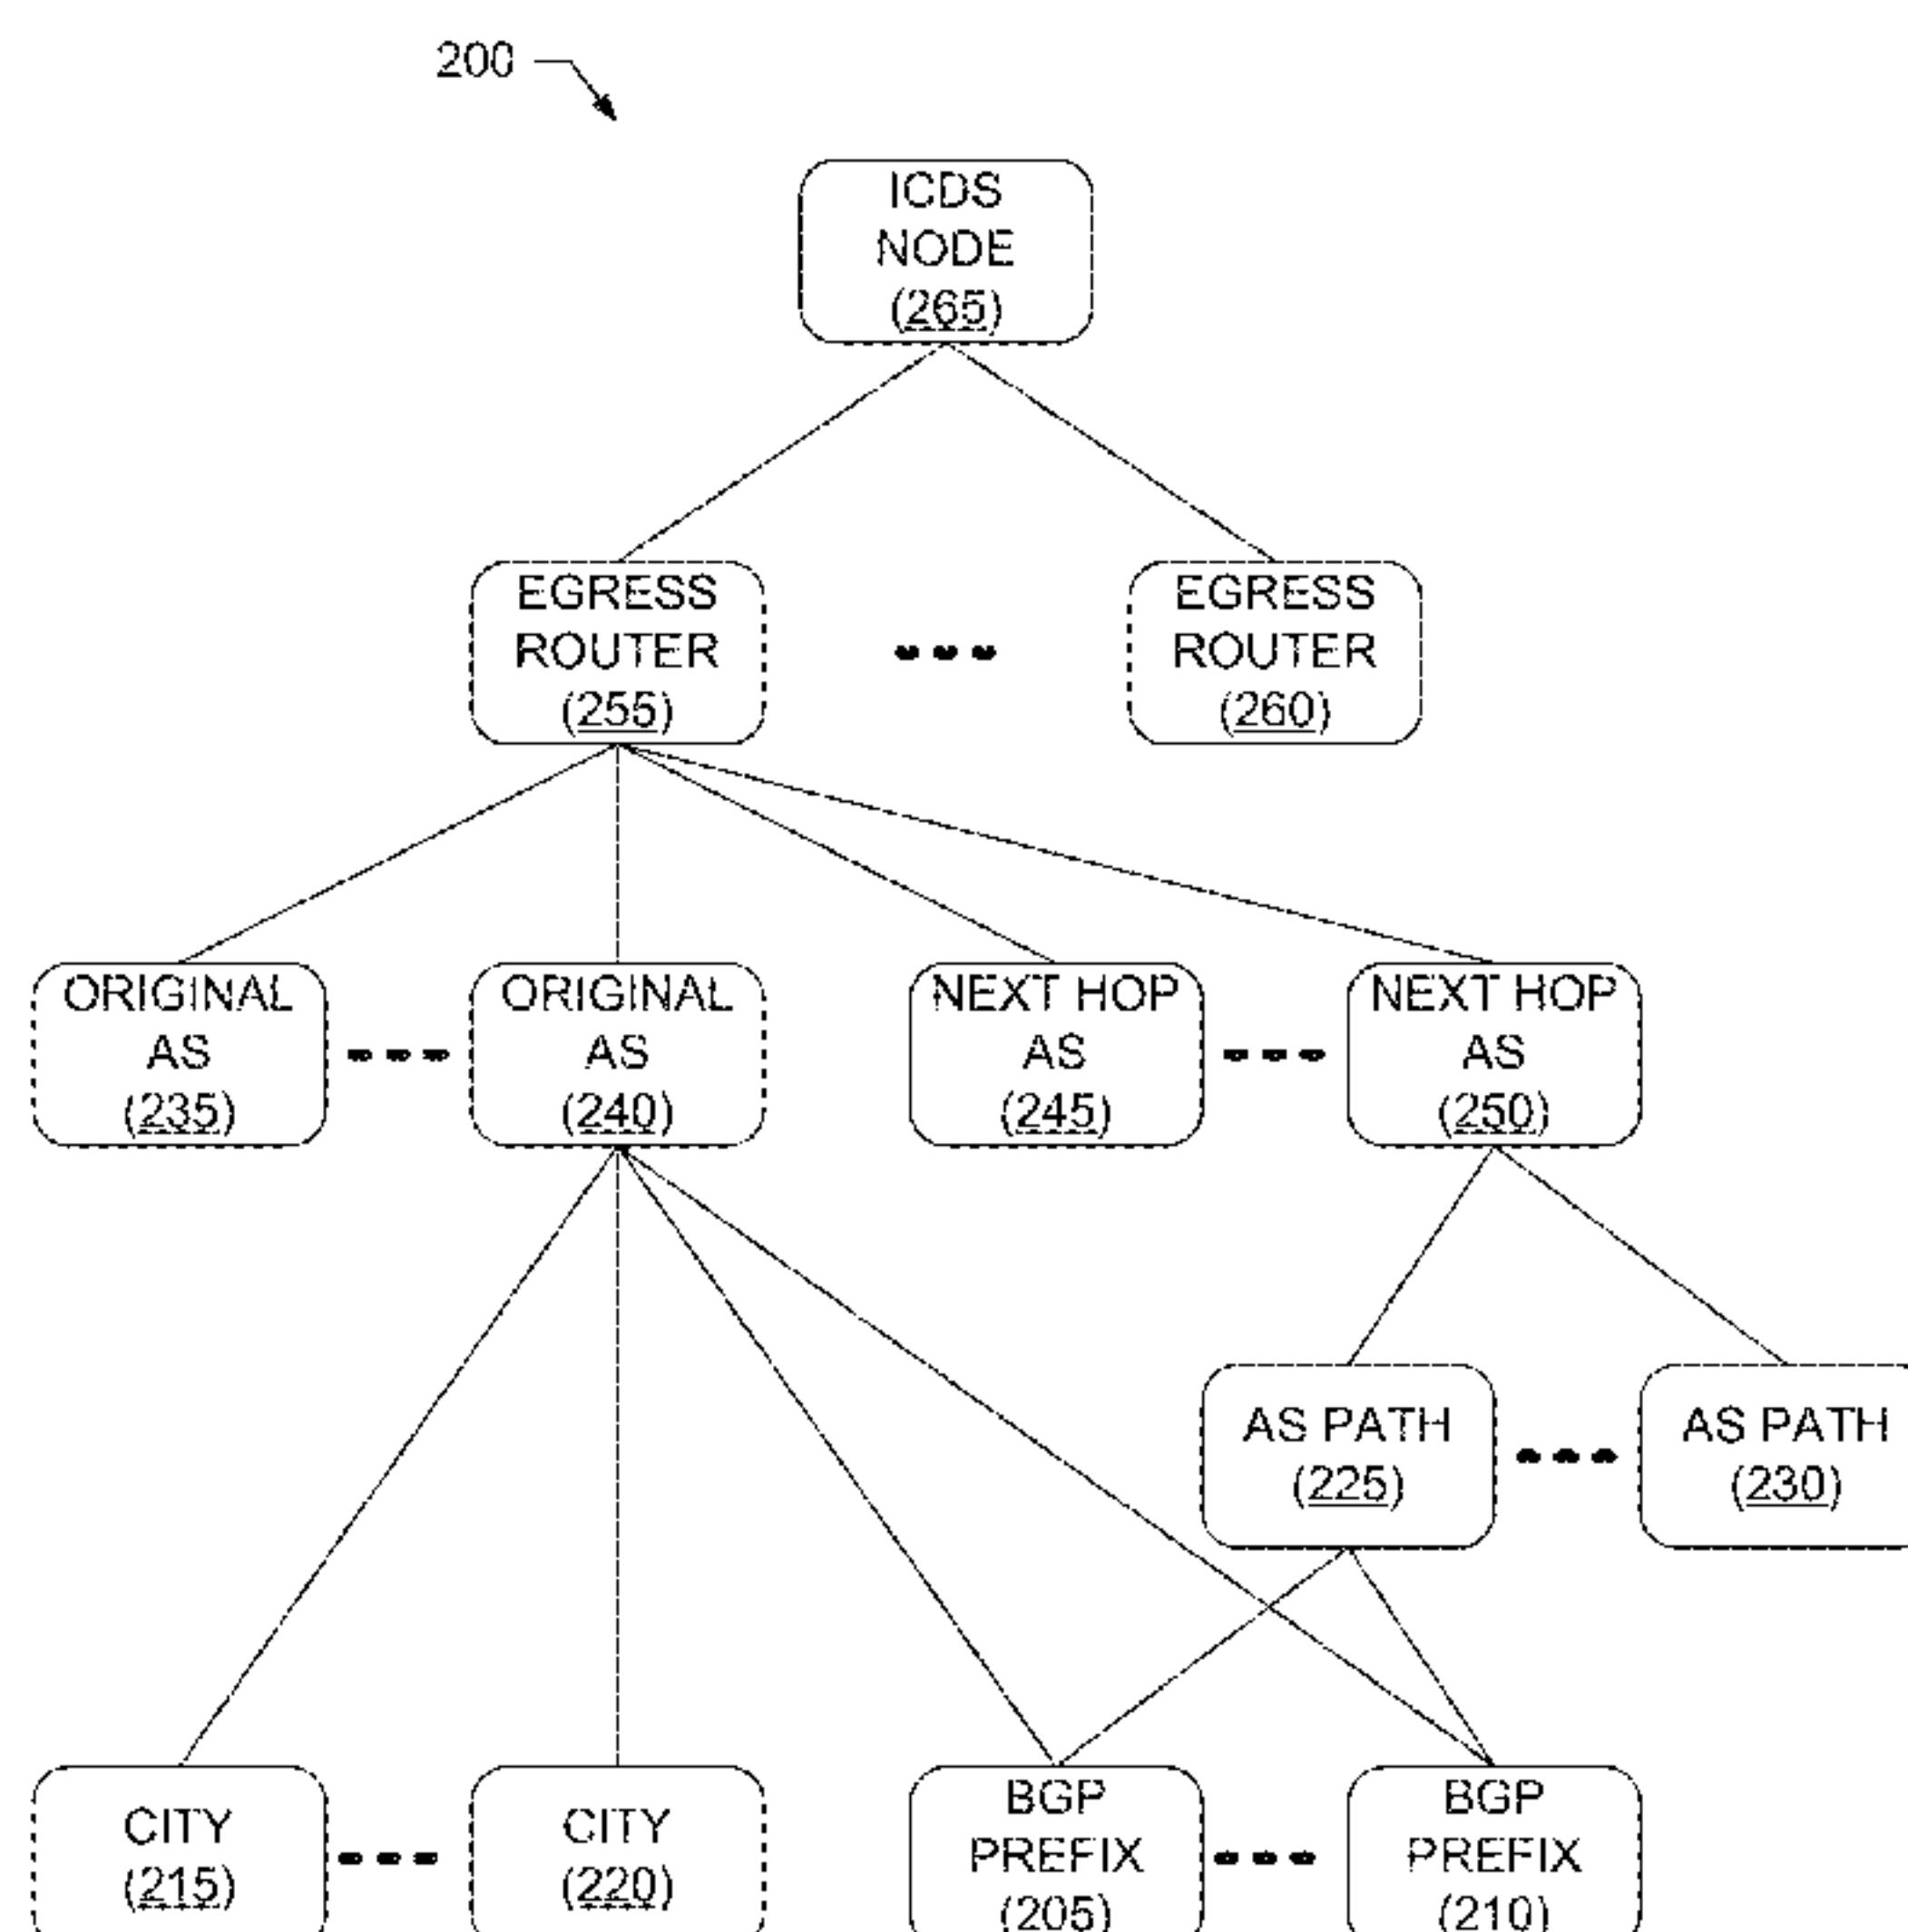 200
ICDS
NODE
(265)
EGRESS
ROUTER
(255)
EGRESS
ROUTER
(260)
ORIGINAL
AS
(235)
ORIGINAL
AS
(240)
NEXT HOP
AS
(245)
NEXT HOP
AS
(250)
AS PATH
(225)
AS PATH
(230)
CITY
(215)
CITY
(220)
BGP
PREFIX
(205)
BGP
PREFIX
(210)